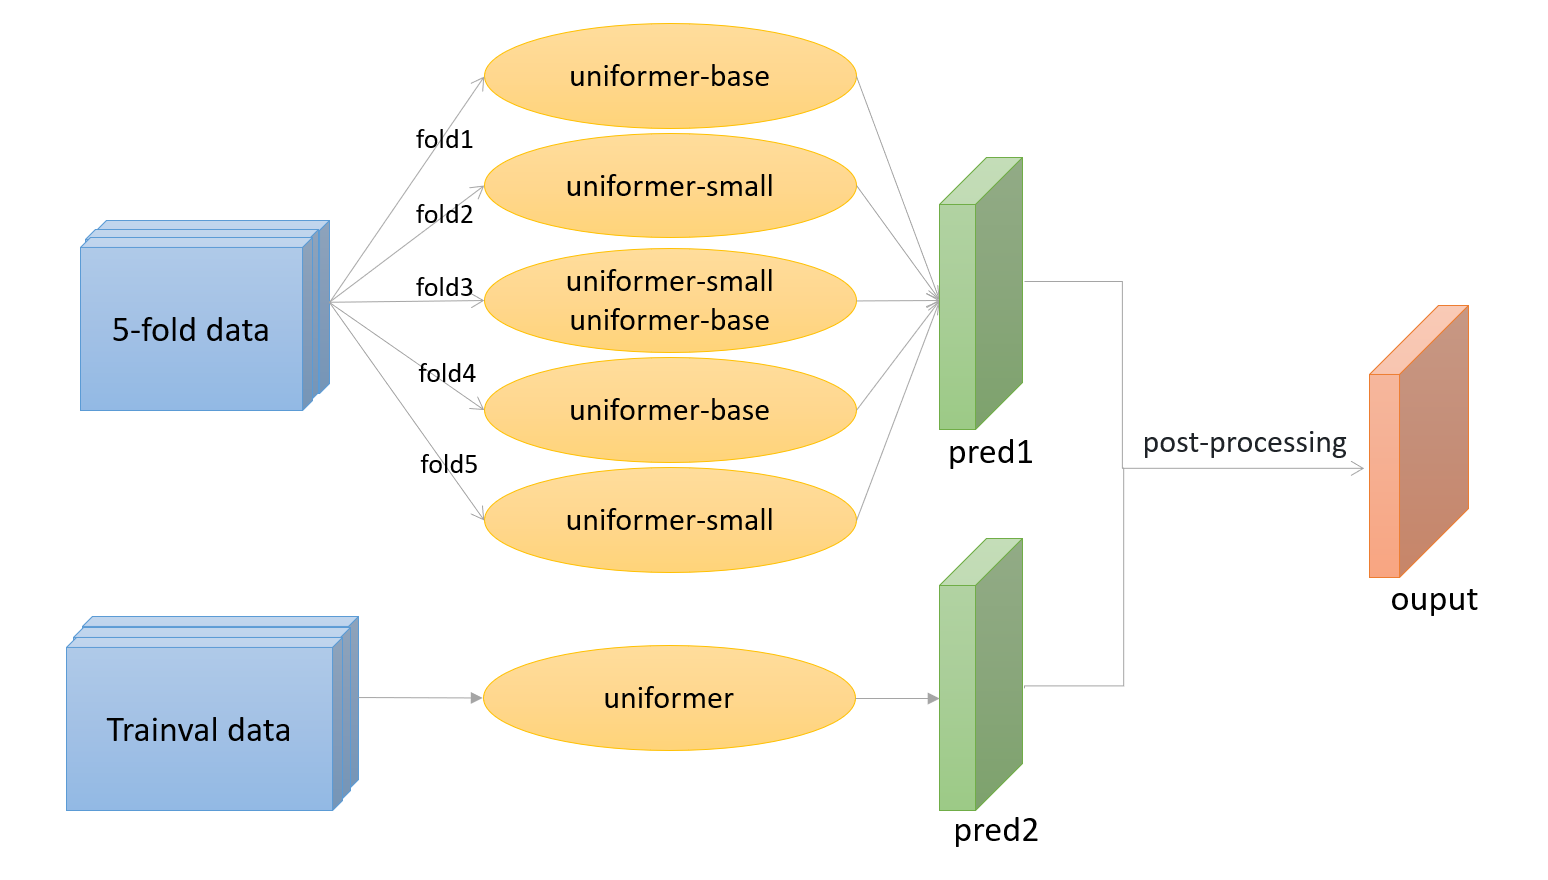 5-fold data
fold1
fold2
fold3
fold4
fold5
uniformer-base
uniformer-small
uniformer-small
uniformer-base
uniformer-base
uniformer-small
pred1
Trainval data
uniformer
pred2
post-processing
ouput